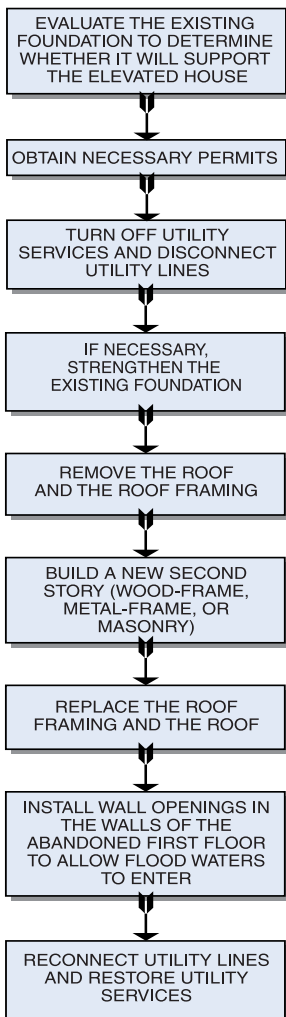 EVALUATE THE EXISTING
FOUNDATION TO DETERMINE
WHETHER IT WILL SUPPORT
THE ELEVATED HOUSE
OBTAIN NECESSARY PERMITS
TURN OFF UTILITY
SERVICES AND DISCONNECT
UTILITY LINES
IF NECESSARY,
STRENGTHEN THE
EXISTING FOUNDATION
REMOVE THE ROOF
AND THE ROOF FRAMING
BUILD A NEW SECOND
STORY (WOOD-FRAME,
METAL-FRAME, OR
MASONRY)
REPLACE THE ROOF
FRAMING AND THE ROOF
INSTALL WALL OPENINGS IN
THE WALLS OF THE
ABANDONED FIRST FLOOR
TO ALLOW FLOOD WATERS
TO ENTER
RECONNECT UTILITY LINES
AND RESTORE UTILITY
SERVICES